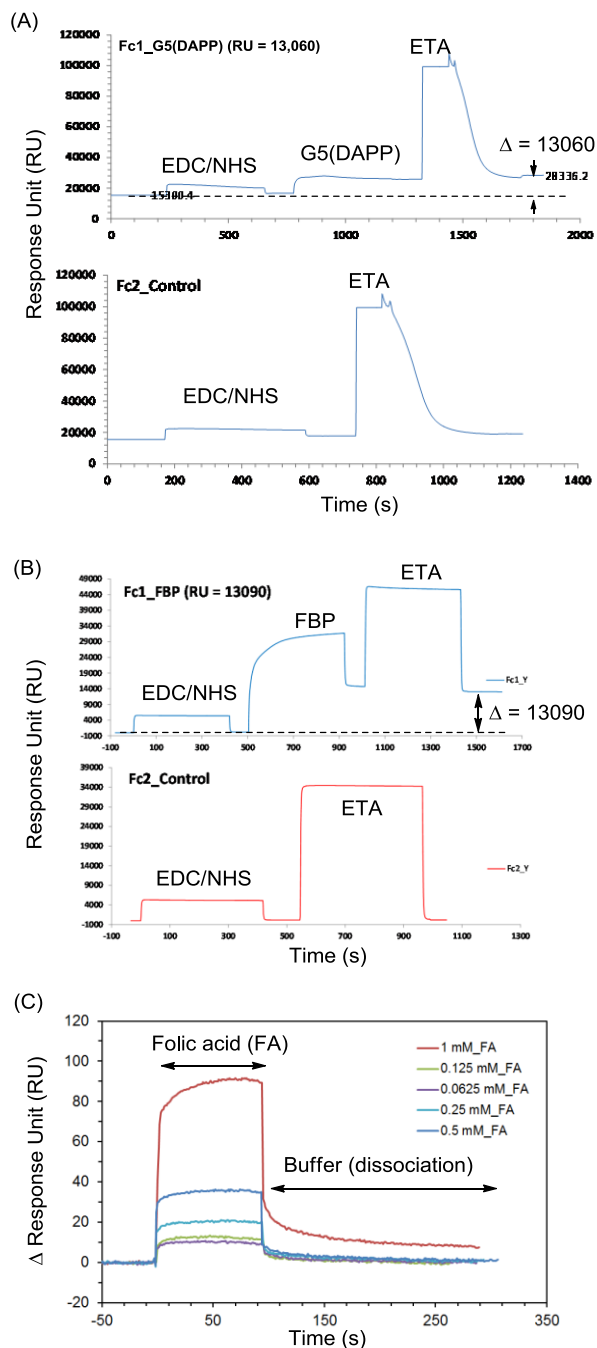 (A)
Fc1_G5(DAPP) (RU = 13,060)
ETA
EDC/NHS
G5(DAPP)
Δ = 13060
120000
100000
80000
60000
40000
20000
0
0
500
1000
1500
2000
Response Unit (RU)
Fc2_Control
ETA
EDC/NHS
120000
100000
80000
60000
40000
20000
0
0
200
400
600
800
1000
1200
1400
Time (s)
(B)
Fc1_FBP (RU = 13090)
ETA
FBP
EDC/NHS
Fc1_Y
Δ = 13090
49000
44000
39000
34000
29000
24000
19000
14000
9000
4000
-1000
-100
100
300
500
700
900
1100
1300
1500
1700
Response Unit (RU)
Fc2_Control
ETA
EDC/NHS
Fc2_Y
39000
34000
29000
24000
19000
14000
9000
4000
-1000
-100
100
300
500
700
900
1100
1300
Time (s)
(C)
Folic acid (FA)
1 mM_FA
0.125 mM_FA
0.0625 mM_FA
0.25 mM_FA
0.5 mM_FA
Buffer (dissociation)
120
100
80
60
40
20
0
-20
-50
50
150
250
350
Δ Response Unit (RU)
Time (s)